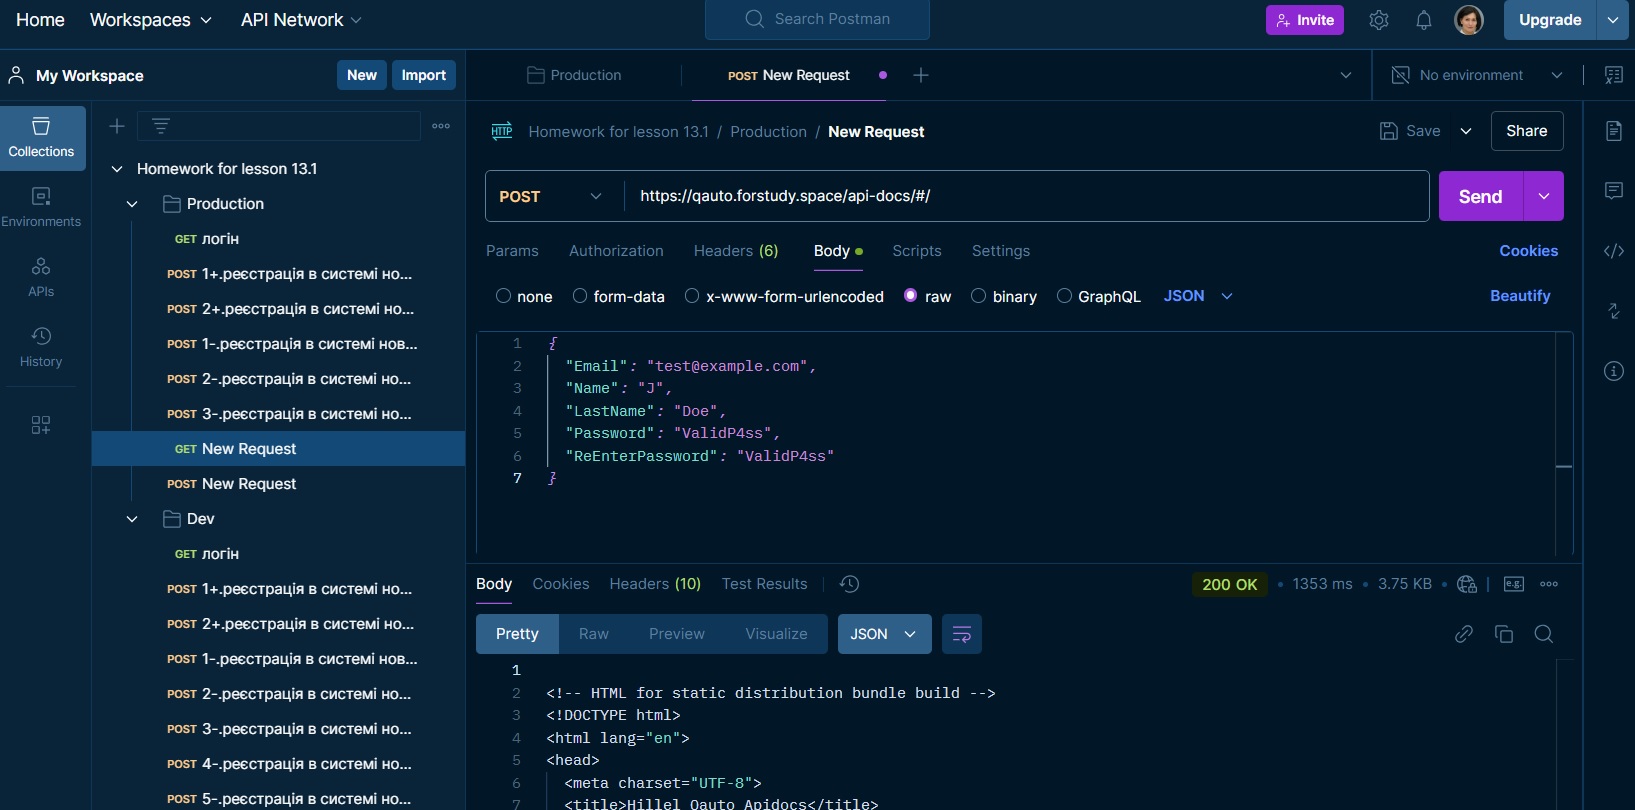 Home Workspaces API Network Search Postman Invite Upgrade
My Workspace New Import Production POST New Request No environment
Collections
Environments
APIs
History
Homework for lesson 13.1
Production
GET логін
POST 1+.реєстрація в системі но...
POST 2+.реєстрація в системі но...
POST 1-.реєстрація в системі нов...
POST 2-.реєстрація в системі но...
POST 3-.реєстрація в системі но...
GET New Request
POST New Request
Dev
GET логін
POST 1+.реєстрація в системі но...
POST 2+.реєстрація в системі но...
POST 1-.реєстрація в системі нов...
POST 2-.реєстрація в системі но...
POST 3-.реєстрація в системі но...
POST 4-.реєстрація в системі но...
POST 5-.реєстрація в системі но...
HTTP Homework for lesson 13.1 / Production / New Request Save Share
POST https://qauto.forstudy.space/api-docs/#/ Send
Params Authorization Headers (6) Body Scripts Settings Cookies
none form-data x-www-form-urlencoded raw binary GraphQL JSON Beautify
1 {
2 "Email": "test@example.com",
3 "Name": "J",
4 "LastName": "Doe",
5 "Password": "ValidP4ss",
6 "ReEnterPassword": "ValidP4ss"
7 }
Body Cookies Headers (10) Test Results 200 OK • 1353 ms • 3.75 KB • e.g.
Pretty Raw Preview Visualize JSON
1
2 <!-- HTML for static distribution bundle build -->
3 <!DOCTYPE html>
4 <html lang="en">
5 <head>
6 <meta charset="UTF-8">
7 <title>Hillel Qauto Apidocs</title>